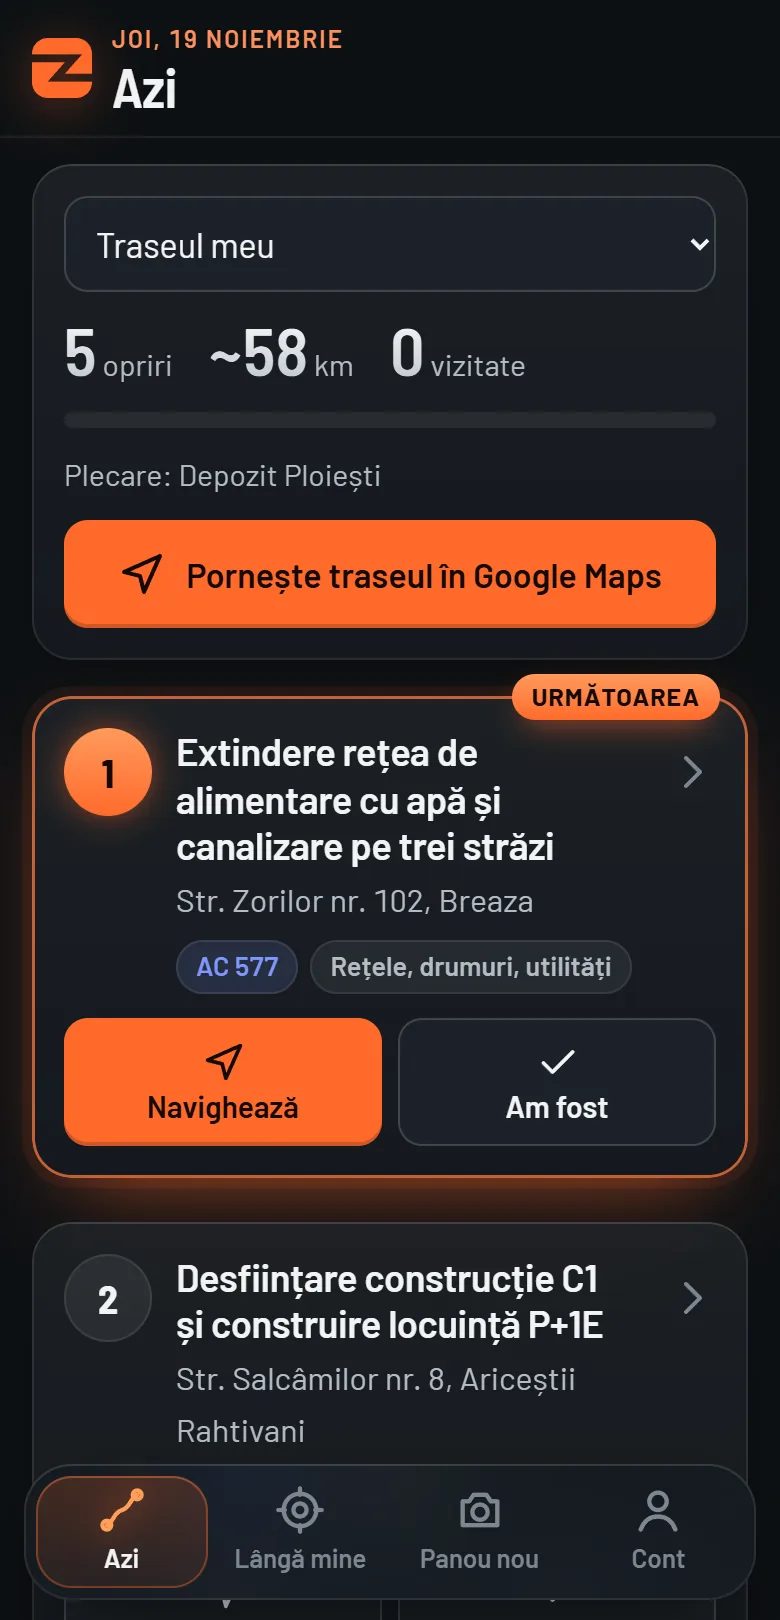 JOI, 19 NOIEMBRIE
Azi
Traseul meu
5 opriri ~58 km 0 vizitate
Plecare: Depozit Ploiești
Pornește traseul în Google Maps
URMĂTOAREA
1
Extindere rețea de
alimentare cu apă și
canalizare pe trei străzi
Str. Zorilor nr. 102, Breaza
AC 577 Rețele, drumuri, utilități
Navighează Am fost
2
Desființare construcție C1
și construire locuință P+1E
Str. Salcâmilor nr. 8, Ariceștii
Rahtivani
Azi Lângă mine Panou nou Cont